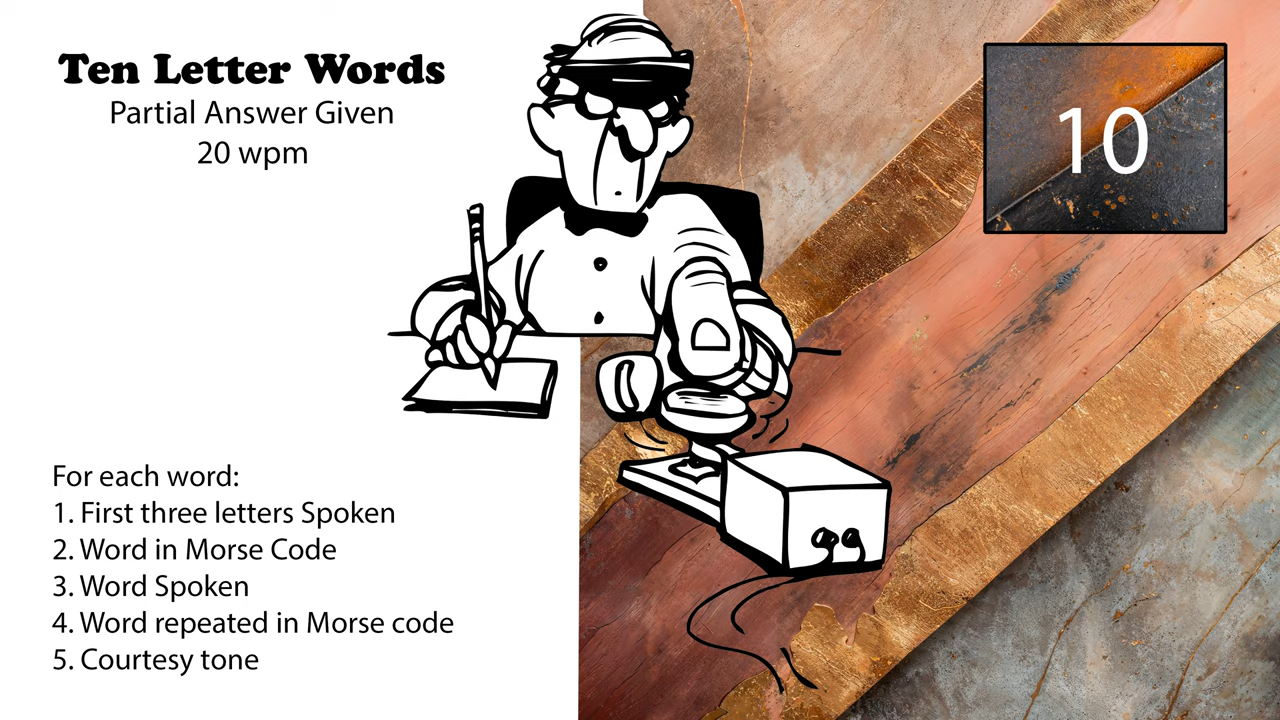 Ten Letter Words
Partial Answer Given
20 wpm
10
For each word:
1. First three letters Spoken
2. Word in Morse Code
3. Word Spoken
4. Word repeated in Morse code
5. Courtesy tone